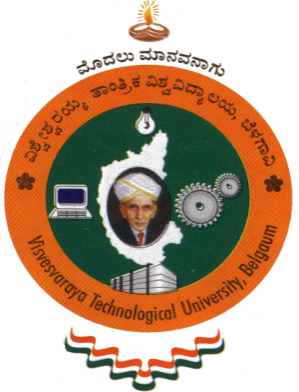 ಮೊದಲು ಮಾನವನಾಗು
ವಿಶ್ವೇಶ್ವರಯ್ಯ ತಾಂತ್ರಿಕ ವಿಶ್ವವಿದ್ಯಾಲಯ, ಬೆಳಗಾವಿ
Visvesvaraya Technological University, Belgaum